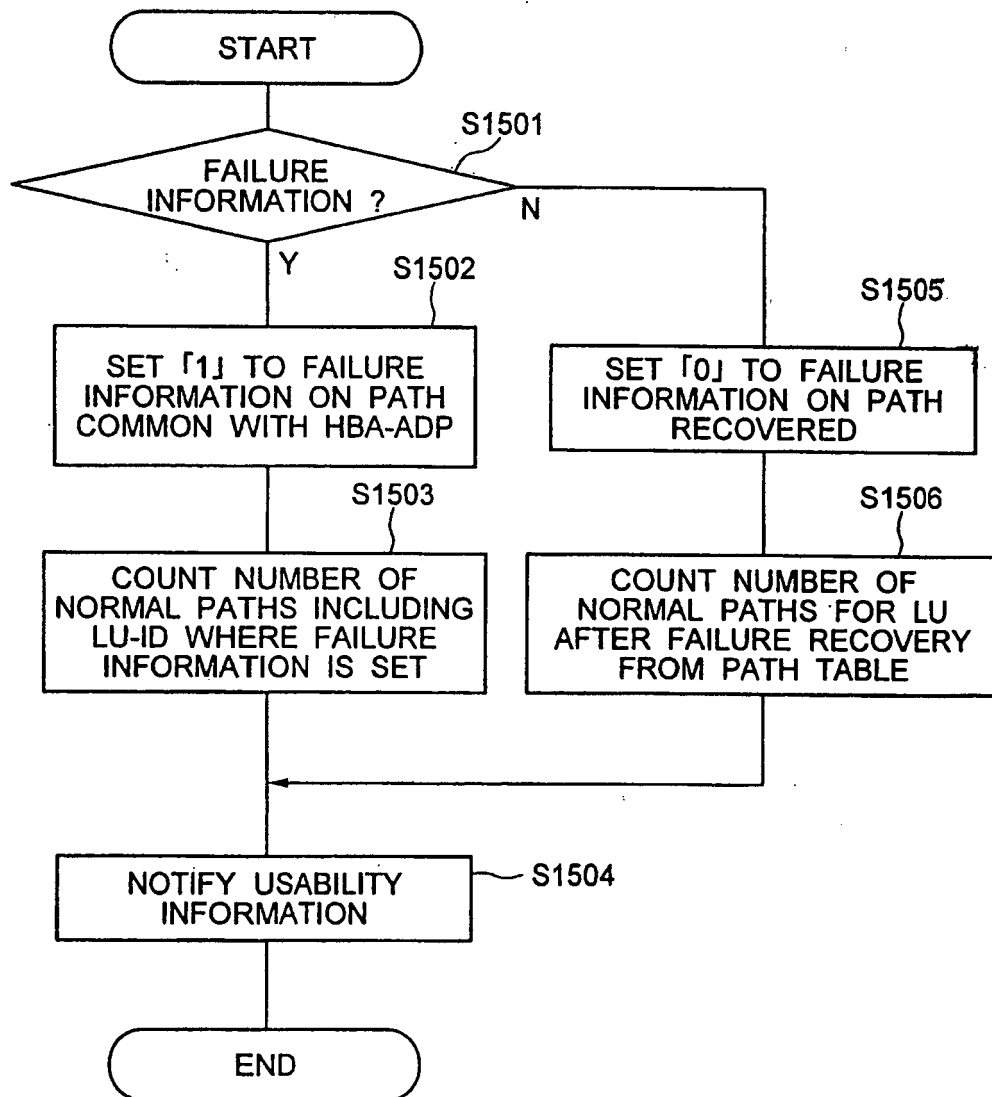 START
S1501
FAILURE
INFORMATION ?
N
Y
S1502
SET「1」TO FAILURE
INFORMATION ON PATH
COMMON WITH HBA-ADP
S1505
SET「0」TO FAILURE
INFORMATION ON PATH
RECOVERED
S1503
COUNT NUMBER OF
NORMAL PATHS INCLUDING
LU-ID WHERE FAILURE
INFORMATION IS SET
S1506
COUNT NUMBER OF
NORMAL PATHS FOR LU
AFTER FAILURE RECOVERY
FROM PATH TABLE
NOTIFY USABILITY
INFORMATION
S1504
END